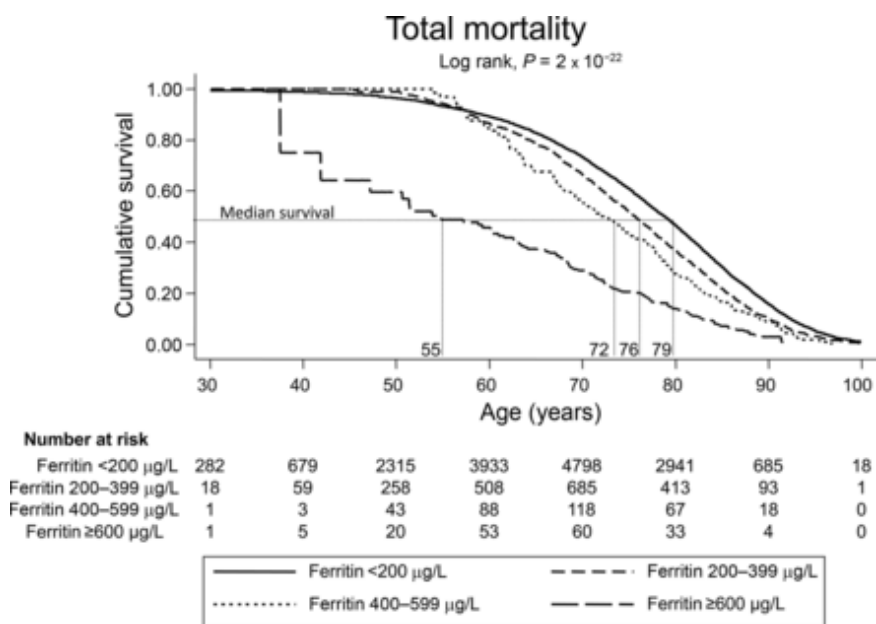 Total mortality
Log rank, P = 2 x 10⁻²²
Cumulative survival
1.00
0.80
0.60
0.40
0.20
0.00
Median survival
55
72
76
79
30 40 50 60 70 80 90 100
Age (years)
Number at risk
Ferritin <200 µg/L 282 679 2315 3933 4798 2941 685 18
Ferritin 200–399 µg/L 18 59 258 508 685 413 93 1
Ferritin 400–599 µg/L 1 3 43 88 118 67 18 0
Ferritin ≥600 µg/L 1 5 20 53 60 33 4 0
Ferritin <200 µg/L Ferritin 200–399 µg/L
Ferritin 400–599 µg/L Ferritin ≥600 µg/L